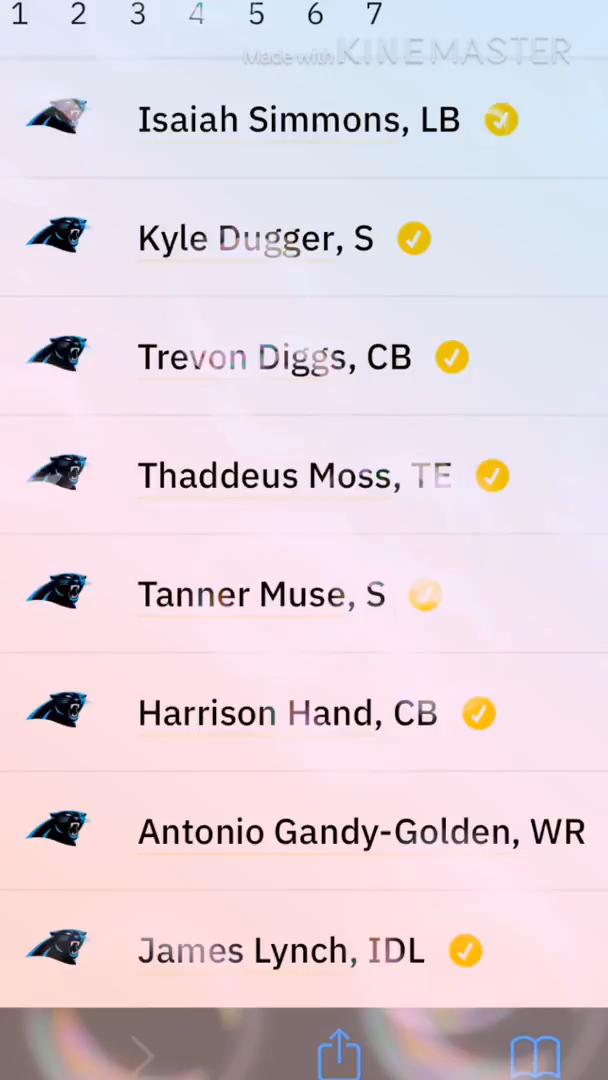 1 2 3 4 5 6 7
Made with KINEMASTER
Isaiah Simmons, LB
Kyle Dugger, S
Trevon Diggs, CB
Thaddeus Moss, TE
Tanner Muse, S
Harrison Hand, CB
Antonio Gandy-Golden, WR
James Lynch, IDL